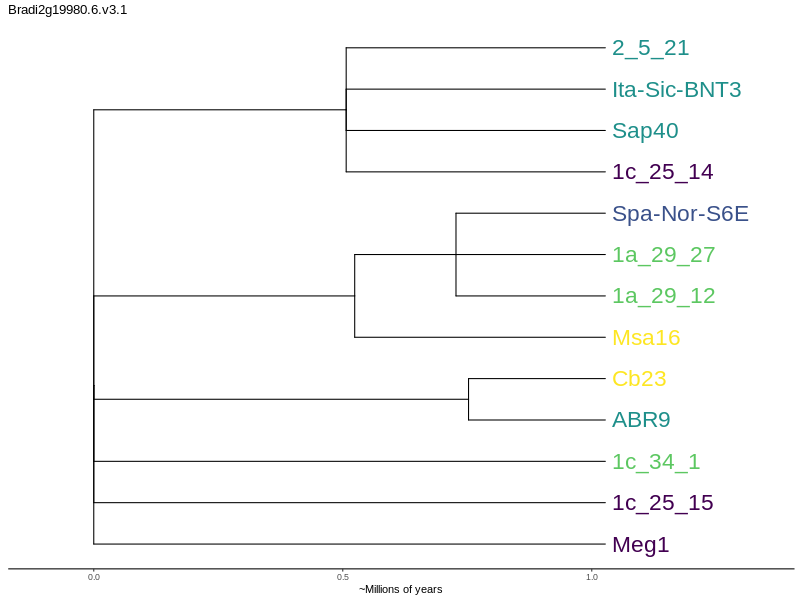 Bradi2g19980.6.v3.1
2_5_21
Ita-Sic-BNT3
Sap40
1c_25_14
Spa-Nor-S6E
1a_29_27
1a_29_12
Msa16
Cb23
ABR9
1c_34_1
1c_25_15
Meg1
0.0 0.5 1.0
~Millions of years